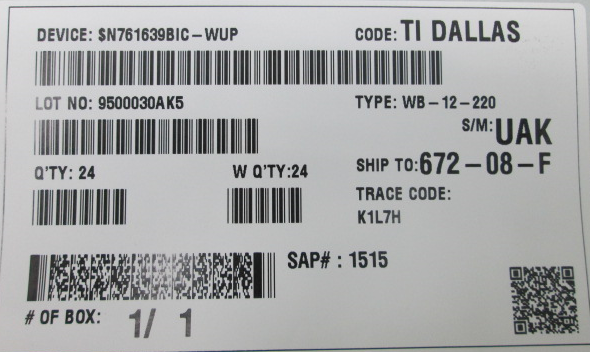 DEVICE: $N761639BIC-WUP
CODE: TI DALLAS
LOT NO: 9500030AK5
TYPE: WB-12-220
S/M: UAK
Q'TY: 24
W Q'TY:24
SHIP TO: 672-08-F
TRACE CODE:
K1L7H
SAP# : 1515
# OF BOX: 1/ 1